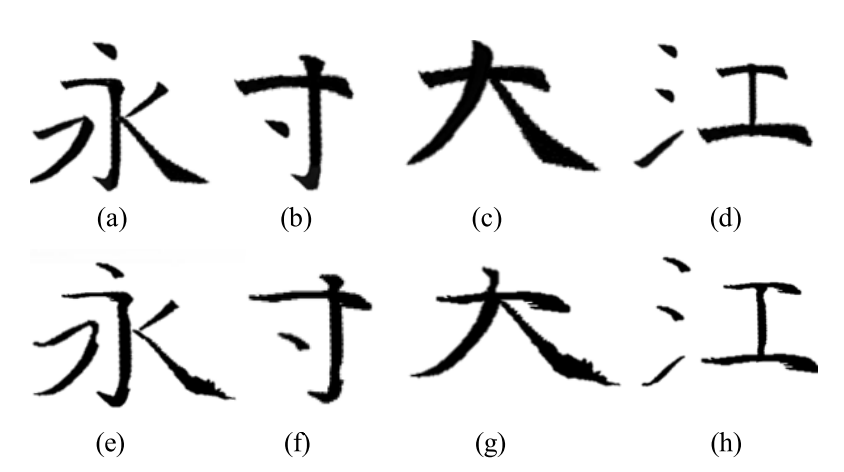 永 寸 大 江
(a) (b) (c) (d)
永 寸 大 江
(e) (f) (g) (h)